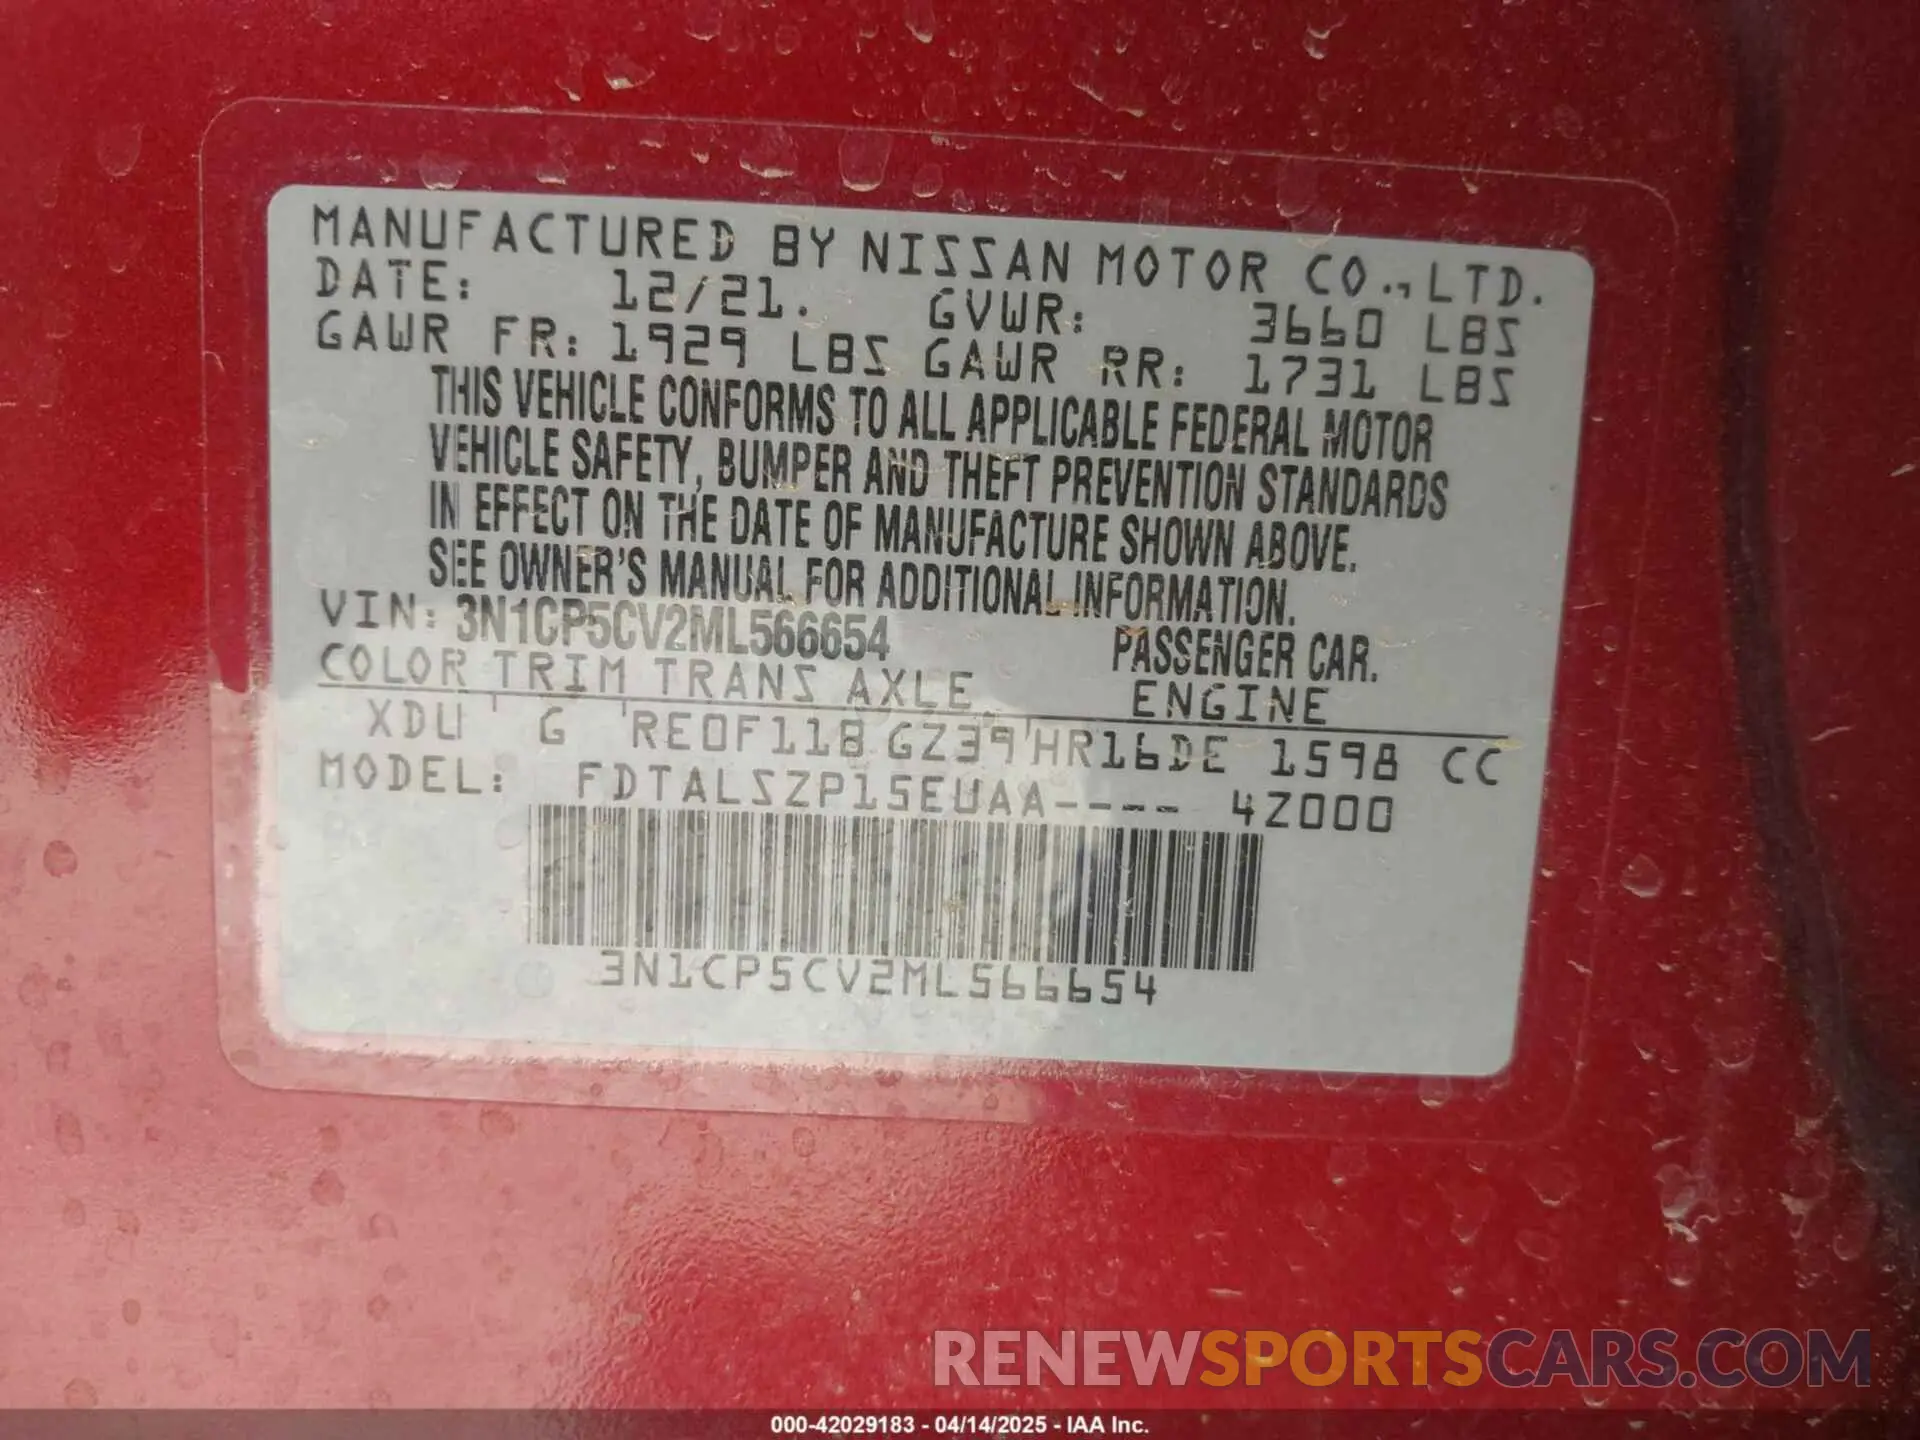 MANUFACTURED BY NISSAN MOTOR CO.,LTD.
DATE: 12/21. GVWR: 3660 LBS
GAWR FR: 1929 LBS GAWR RR: 1731 LBS
THIS VEHICLE CONFORMS TO ALL APPLICABLE FEDERAL MOTOR
VEHICLE SAFETY, BUMPER AND THEFT PREVENTION STANDARDS
IN EFFECT ON THE DATE OF MANUFACTURE SHOWN ABOVE.
SEE OWNER'S MANUAL FOR ADDITIONAL INFORMATION.
VIN: 3N1CP5CV2ML566654 PASSENGER CAR.
COLOR TRIM TRANS AXLE ENGINE
XDU G RE0F11B GZ39 HR16DE 1598 CC
MODEL: FDTALSZP15EUAA---- 4Z000
3N1CP5CV2ML566654
RENEWSPORTSCARS.COM
000-42029183 - 04/14/2025 - IAA Inc.